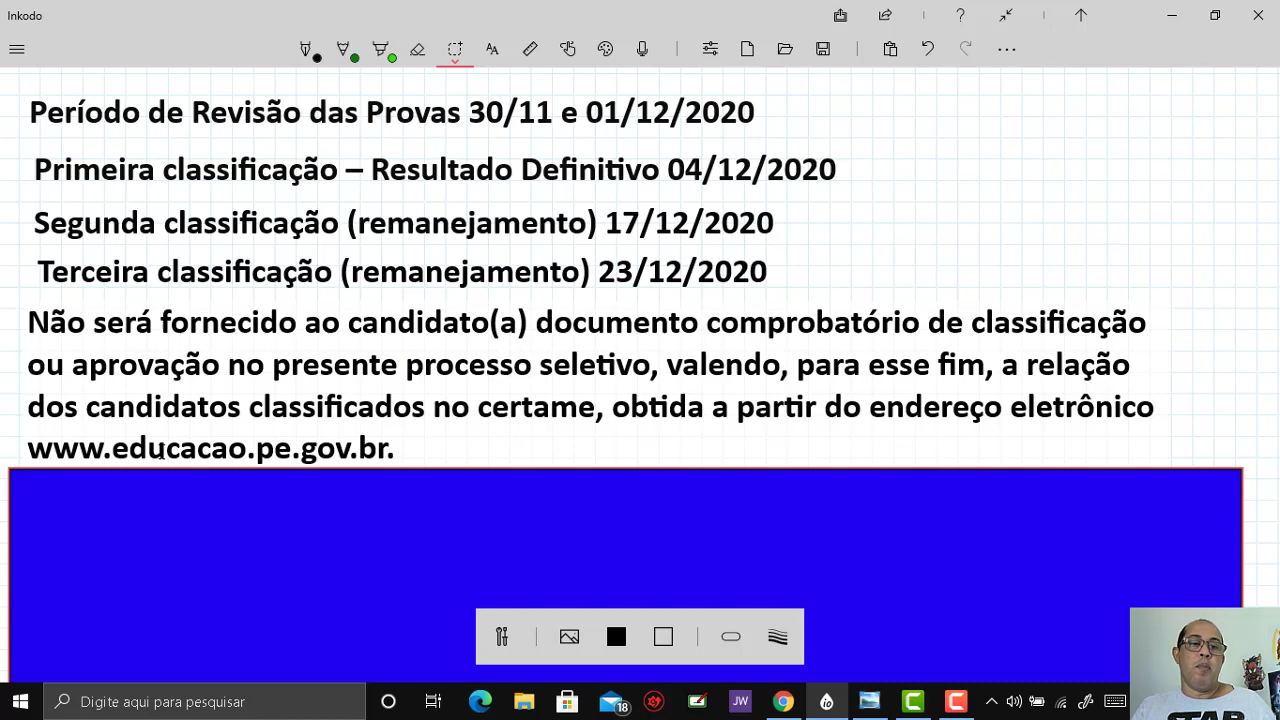 Inkodo
Período de Revisão das Provas 30/11 e 01/12/2020
Primeira classificação – Resultado Definitivo 04/12/2020
Segunda classificação (remanejamento) 17/12/2020
Terceira classificação (remanejamento) 23/12/2020
Não será fornecido ao candidato(a) documento comprobatório de classificação
ou aprovação no presente processo seletivo, valendo, para esse fim, a relação
dos candidatos classificados no certame, obtida a partir do endereço eletrônico
www.educacao.pe.gov.br.
Digite aqui para pesquisar
18
JW
STAR